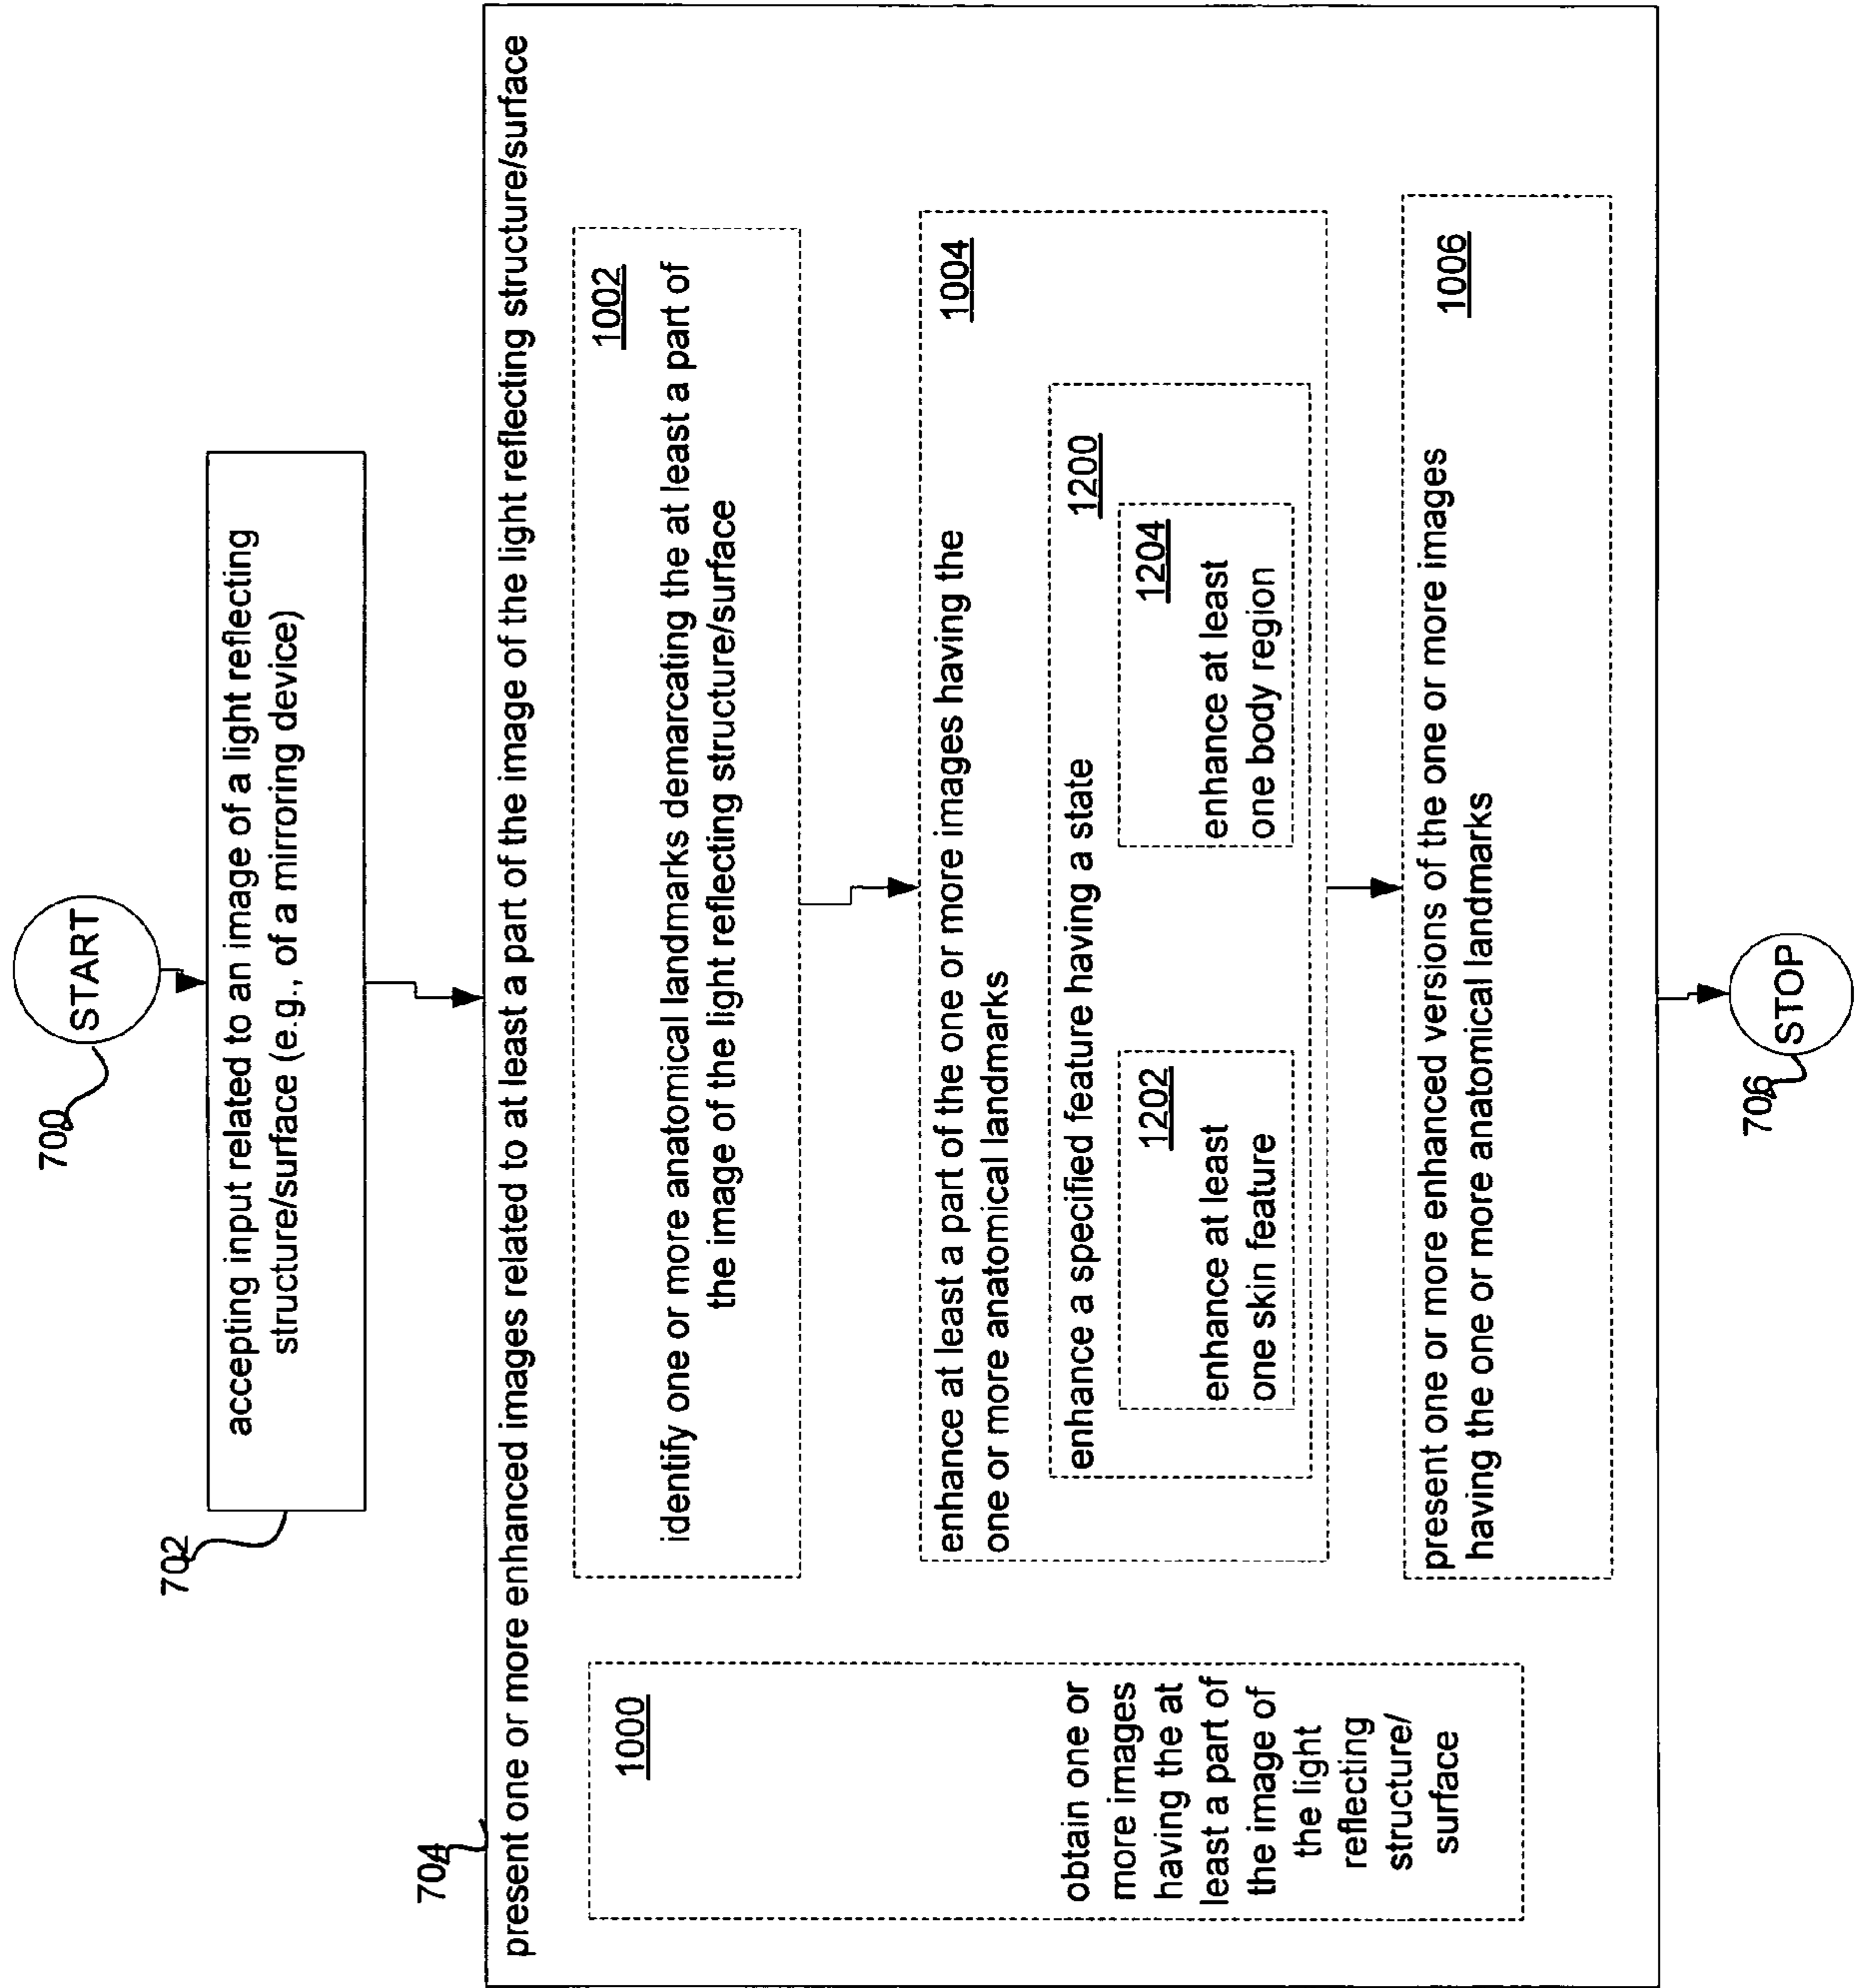 700
START
702
accepting input related to an image of a light reflecting
structure/surface (e.g., of a mirroring device)
704
present one or more enhanced images related to at least a part of the image of the light reflecting structure/surface
1000
obtain one or
more images
having the at
least a part of
the image of
the light
reflecting
structure/
surface
1002
identify one or more anatomical landmarks demarcating the at least a part of
the image of the light reflecting structure/surface
1004
enhance at least a part of the one or more images having the
one or more anatomical landmarks
1200
enhance a specified feature having a state
1202
enhance at least
one skin feature
1204
enhance at least
one body region
1006
present one or more enhanced versions of the one or more images
having the one or more anatomical landmarks
706
STOP